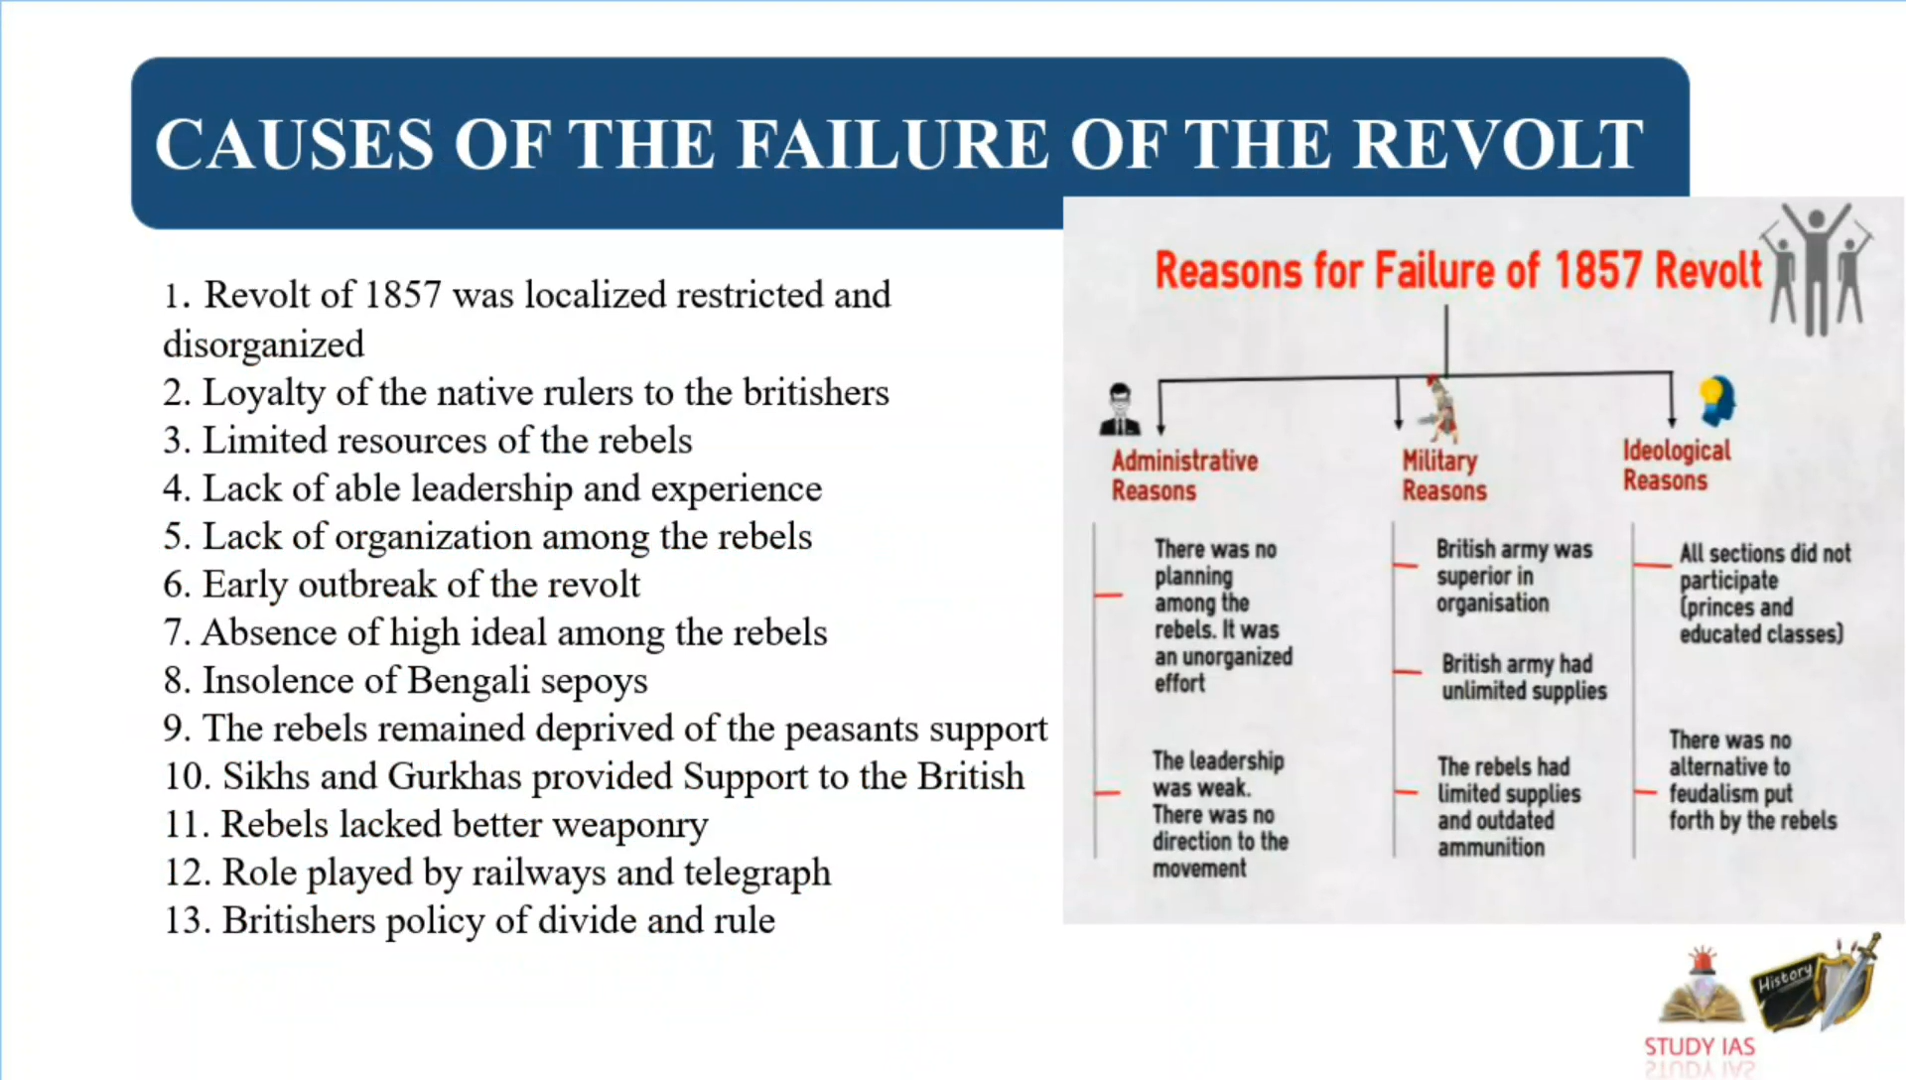 CAUSES OF THE FAILURE OF THE REVOLT
1. Revolt of 1857 was localized restricted and
disorganized
2. Loyalty of the native rulers to the britishers
3. Limited resources of the rebels
4. Lack of able leadership and experience
5. Lack of organization among the rebels
6. Early outbreak of the revolt
7. Absence of high ideal among the rebels
8. Insolence of Bengali sepoys
9. The rebels remained deprived of the peasants support
10. Sikhs and Gurkhas provided Support to the British
11. Rebels lacked better weaponry
12. Role played by railways and telegraph
13. Britishers policy of divide and rule
Reasons for Failure of 1857 Revolt
Administrative
Reasons
There was no
planning
among the
rebels. It was
an unorganized
effort
The leadership
was weak.
There was no
direction to the
movement
Military
Reasons
British army was
superior in
organisation
British army had
unlimited supplies
The rebels had
limited supplies
and outdated
ammunition
Ideological
Reasons
All sections did not
participate
(princes and
educated classes)
There was no
alternative to
feudalism put
forth by the rebels
History
STUDY IAS